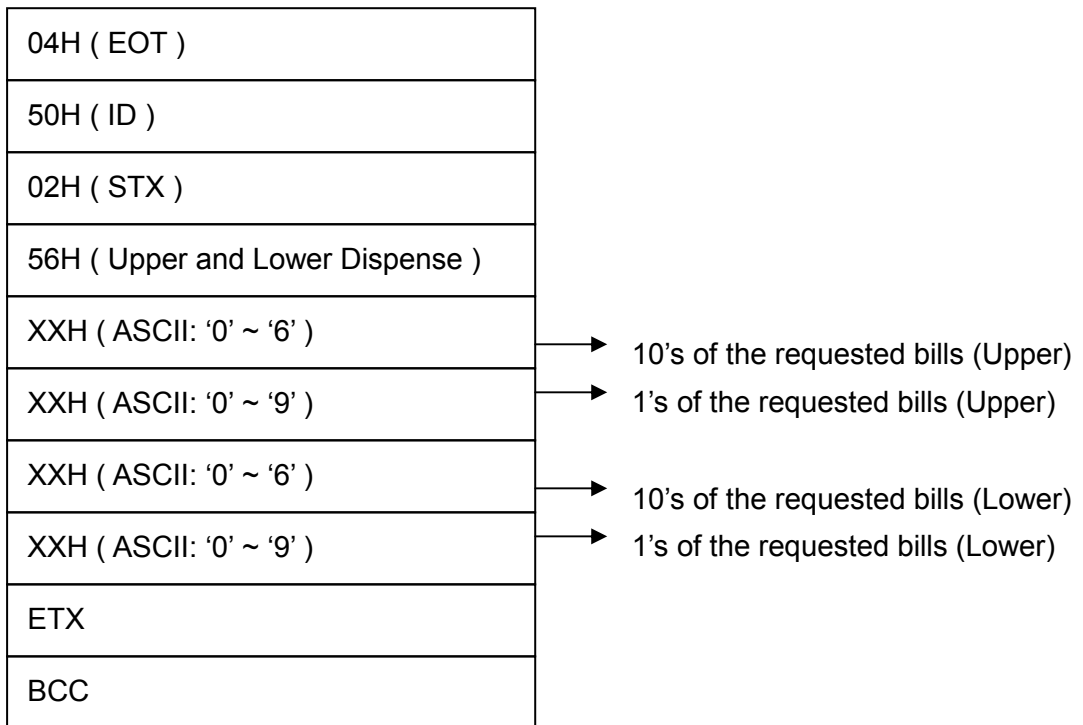 04H ( EOT )
50H ( ID )
02H ( STX )
56H ( Upper and Lower Dispense )
XXH ( ASCII: ‘0’ ~ ‘6’ )
10’s of the requested bills (Upper)
XXH ( ASCII: ‘0’ ~ ‘9’ )
1’s of the requested bills (Upper)
XXH ( ASCII: ‘0’ ~ ‘6’ )
10’s of the requested bills (Lower)
XXH ( ASCII: ‘0’ ~ ‘9’ )
1’s of the requested bills (Lower)
ETX
BCC